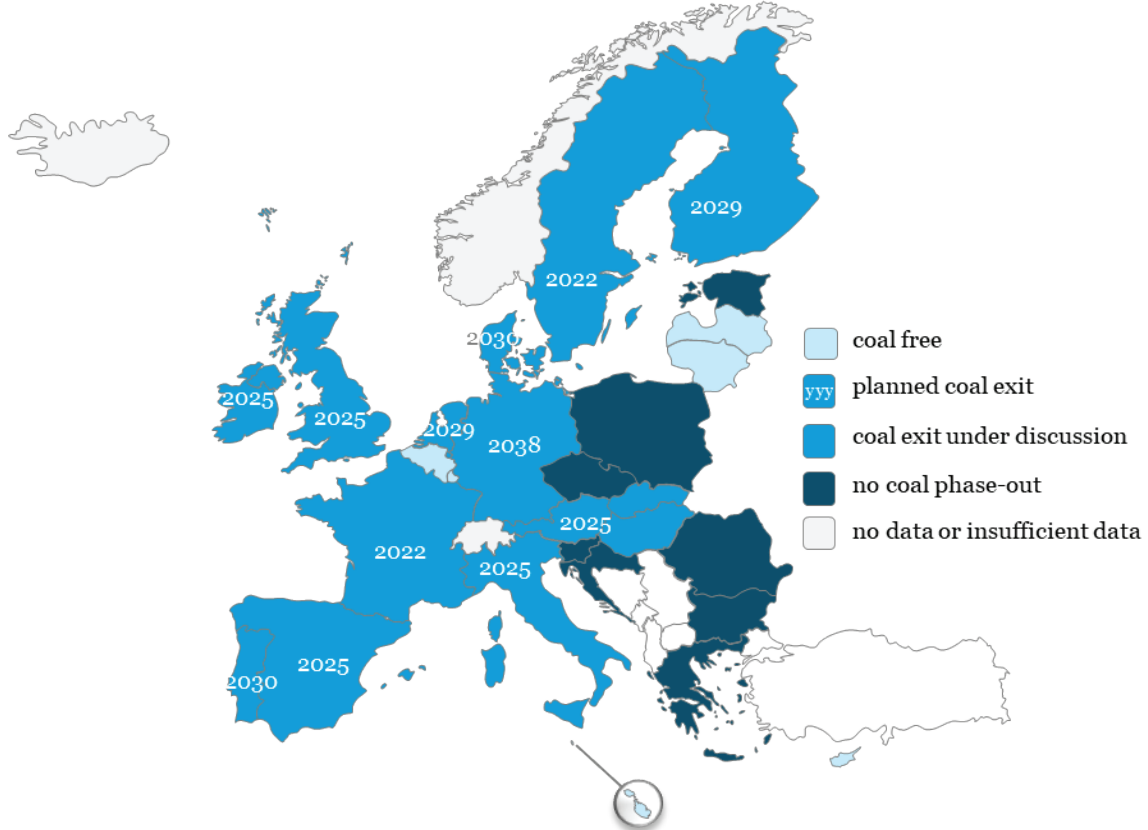 2029
2022
2030
2025
2025
2029
2038
2025
2022
2025
2025
2030
coal free
yyy planned coal exit
coal exit under discussion
no coal phase-out
no data or insufficient data